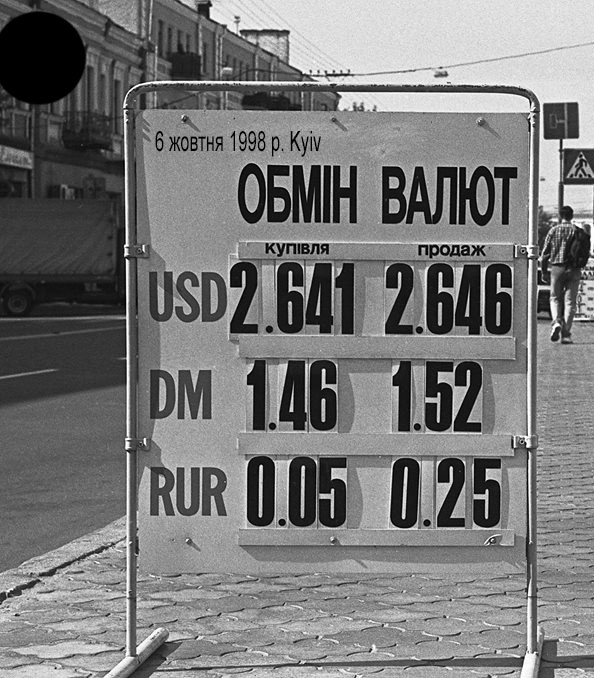 6 жовтня 1998 р. Kyiv
ОБМІН ВАЛЮТ
купівля продаж
USD 2.641 2.646
DM 1.46 1.52
RUR 0.05 0.25